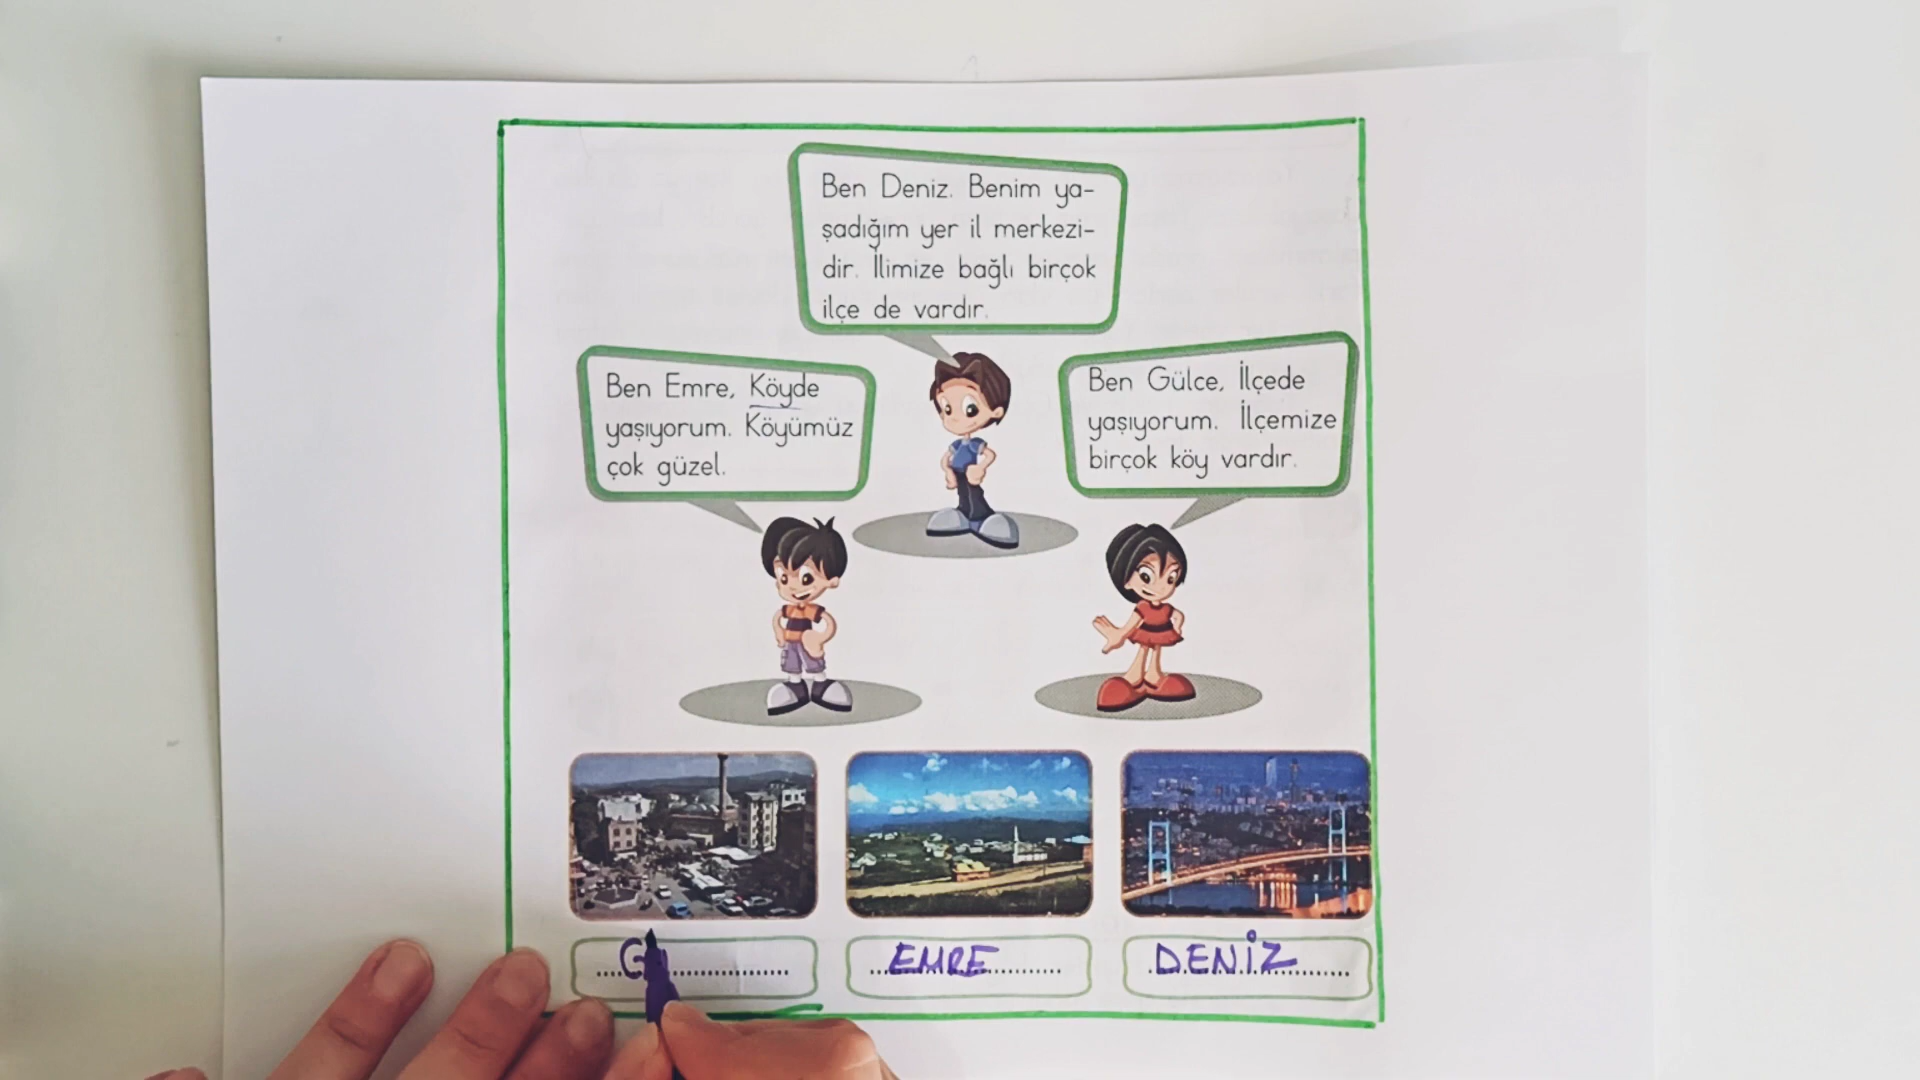 Ben Deniz. Benim ya-
şadığım yer il merkezi-
dir. İlimize bağlı birçok
ilçe de vardır.
Ben Emre, Köyde
yaşıyorum. Köyümüz
çok güzel.
Ben Gülce, İlçede
yaşıyorum. İlçemize
birçok köy vardır.
EMRE
DENİZ